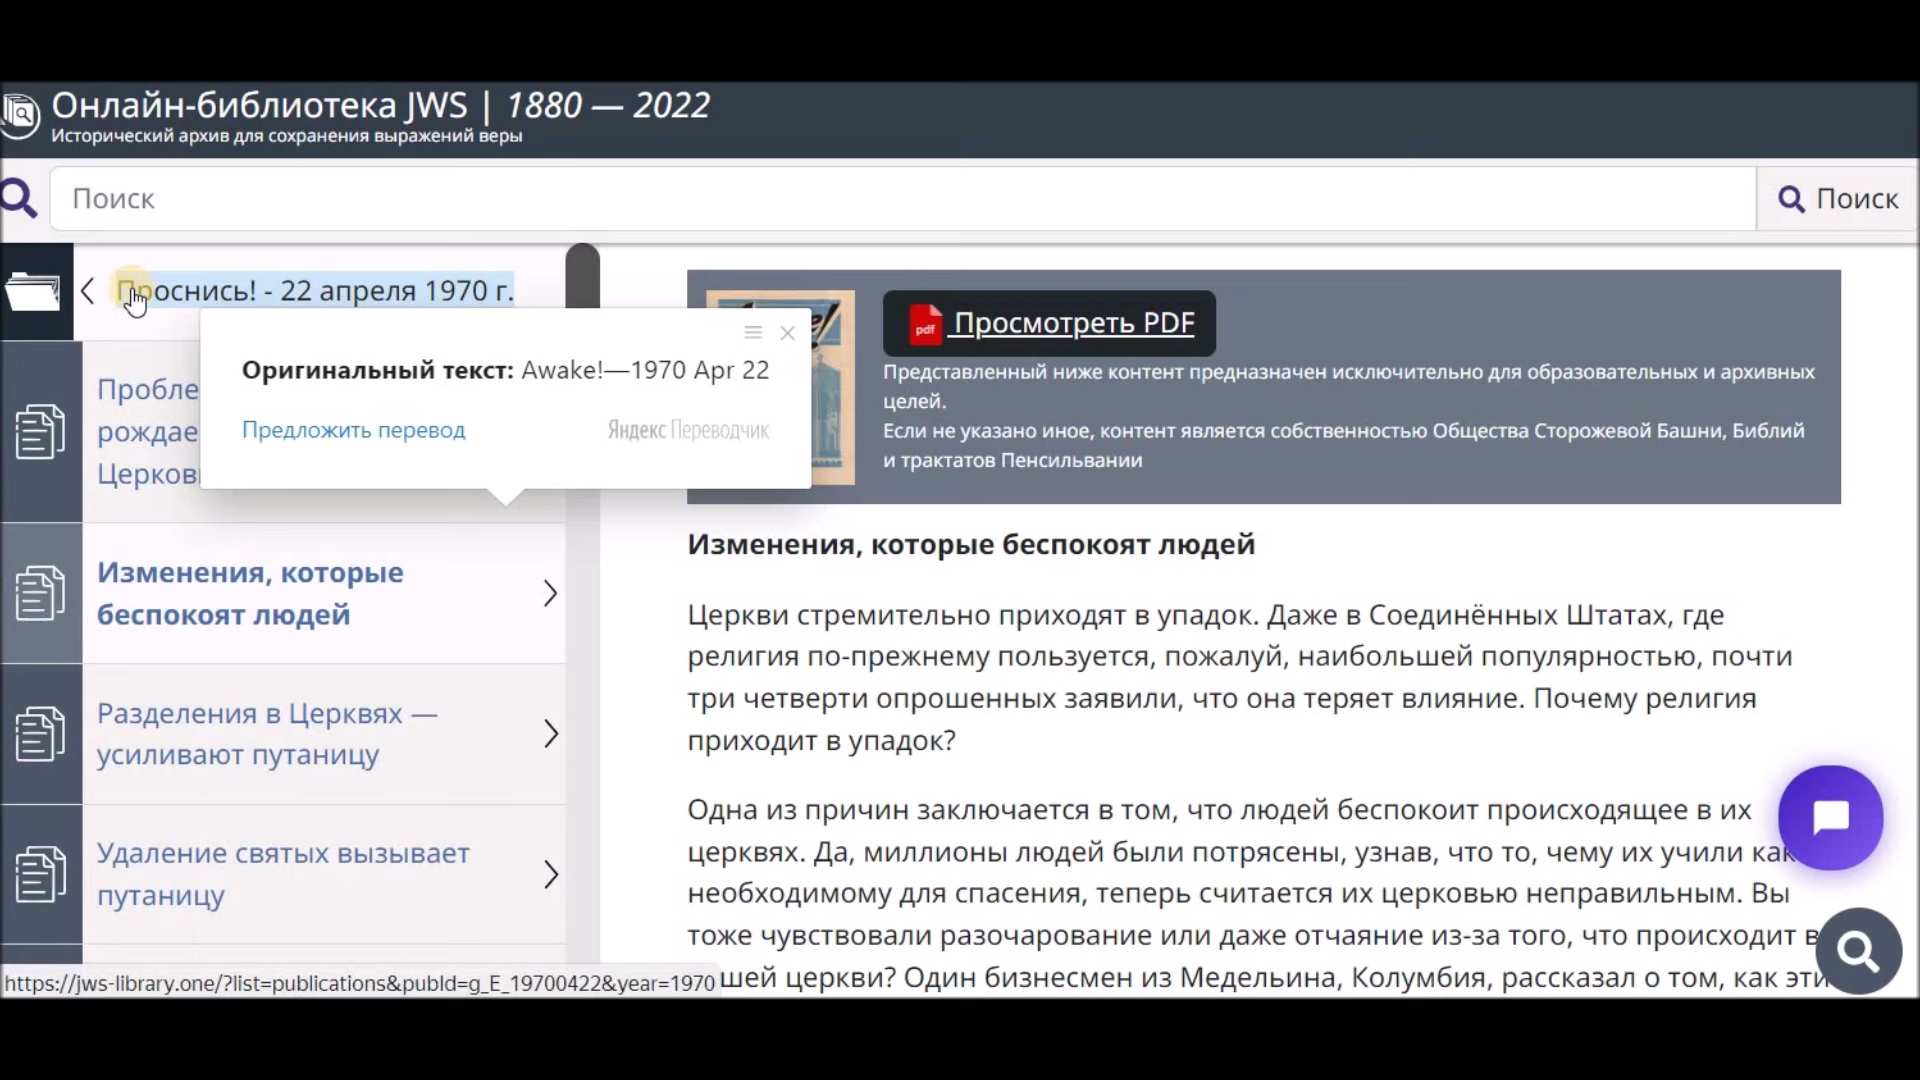 Онлайн-библиотека JWS | 1880 — 2022
Исторический архив для сохранения выражений веры
Поиск
Поиск
Проснись! - 22 апреля 1970 г.
Оригинальный текст: Awake!—1970 Apr 22
Предложить перевод
Яндекс Переводчик
Изменения, которые
беспокоят людей
Разделения в Церквях —
усиливают путаницу
Удаление святых вызывает
путаницу
https://jws-library.one/?list=publications&pubId=g_E_19700422&year=1970
pdf Просмотреть PDF
Представленный ниже контент предназначен исключительно для образовательных и архивных
целей.
Если не указано иное, контент является собственностью Общества Сторожевой Башни, Библий
и трактатов Пенсильвании
Изменения, которые беспокоят людей
Церкви стремительно приходят в упадок. Даже в Соединённых Штатах, где
религия по-прежнему пользуется, пожалуй, наибольшей популярностью, почти
три четверти опрошенных заявили, что она теряет влияние. Почему религия
приходит в упадок?
Одна из причин заключается в том, что людей беспокоит происходящее в их
церквях. Да, миллионы людей были потрясены, узнав, что то, чему их учили как
необходимому для спасения, теперь считается их церковью неправильным. Вы
тоже чувствовали разочарование или даже отчаяние из-за того, что происходит в
шей церкви? Один бизнесмен из Медельина, Колумбия, рассказал о том, как эти